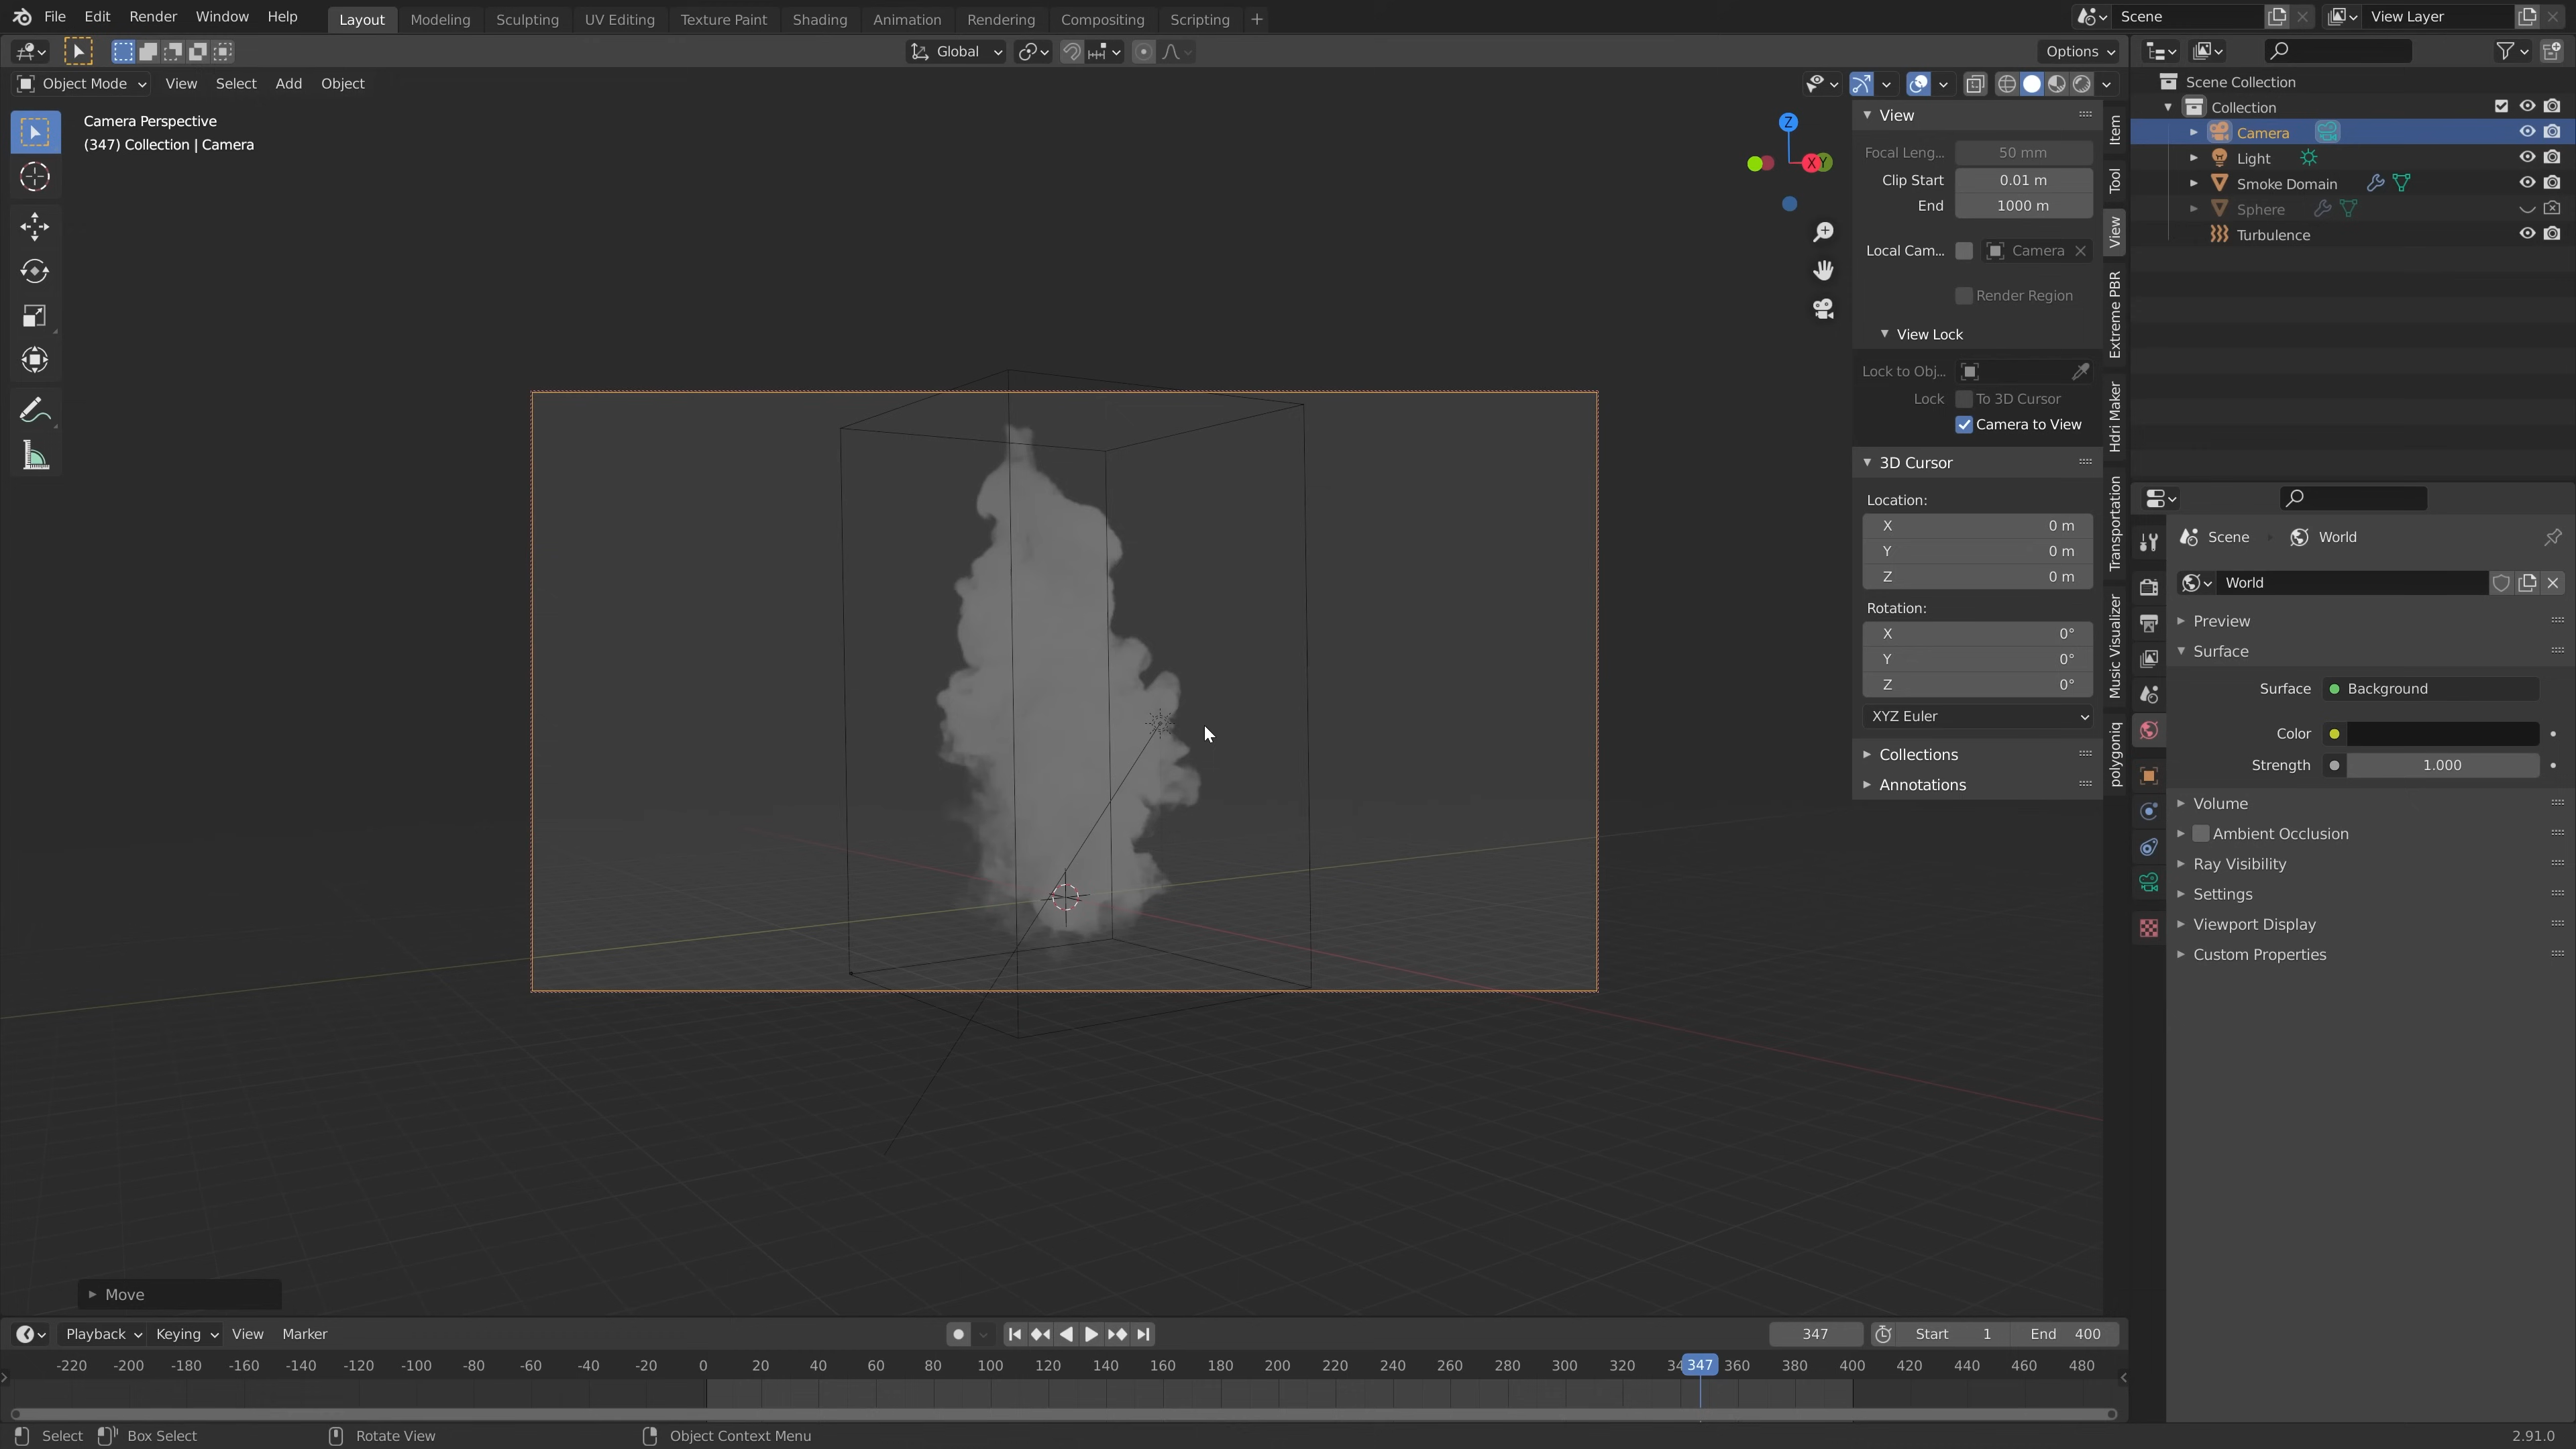 File Edit Render Window Help Layout Modeling Sculpting UV Editing Texture Paint Shading Animation Rendering Compositing Scripting + Scene View Layer
Global Options
Object Mode View Select Add Object
Camera Perspective
(347) Collection | Camera
Z
X Y
View
Focal Leng... 50 mm
Clip Start 0.01 m
End 1000 m
Local Cam... Camera
Render Region
View Lock
Lock to Obj...
Lock To 3D Cursor
Camera to View
3D Cursor
Location:
X 0 m
Y 0 m
Z 0 m
Rotation:
X 0°
Y 0°
Z 0°
XYZ Euler
Collections
Annotations
Item
Tool
View
Extreme PBR
Hdri Maker
Transportation
Music Visualizer
polygoniq
Scene Collection
Collection
Camera
Light
Smoke Domain
Sphere
Turbulence
Scene World
World
Preview
Surface
Surface Background
Color
Strength 1.000
Volume
Ambient Occlusion
Ray Visibility
Settings
Viewport Display
Custom Properties
Move
Playback Keying View Marker 347 Start 1 End 400
-220 -200 -180 -160 -140 -120 -100 -80 -60 -40 -20 0 20 40 60 80 100 120 140 160 180 200 220 240 260 280 300 320 34 347 360 380 400 420 440 460 480
Select Box Select Rotate View Object Context Menu 2.91.0